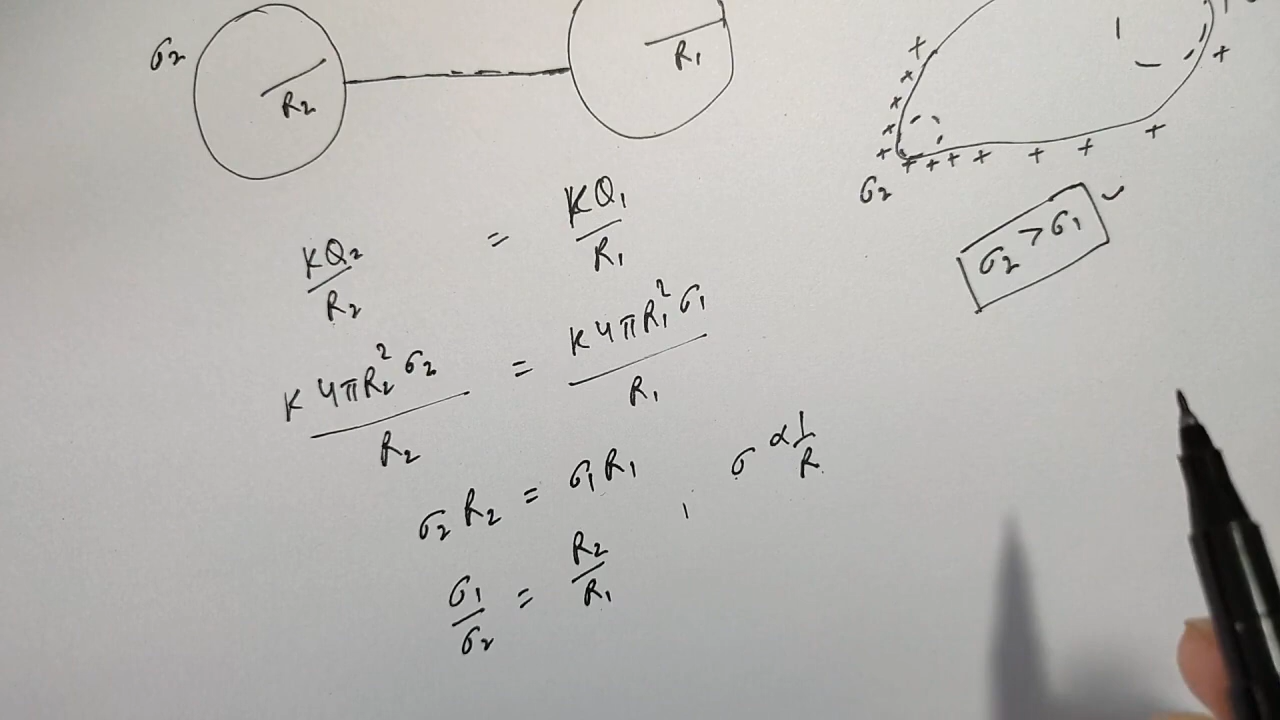 σ₂
R₂
R₁
σ₂
σ₂ > σ₁
KQ₂/R₂ = KQ₁/R₁
K4πR₂²σ₂/R₂ = K4πR₁²σ₁/R₁
σ₂R₂ = σ₁R₁ , σ ∝ 1/R
σ₁/σ₂ = R₂/R₁